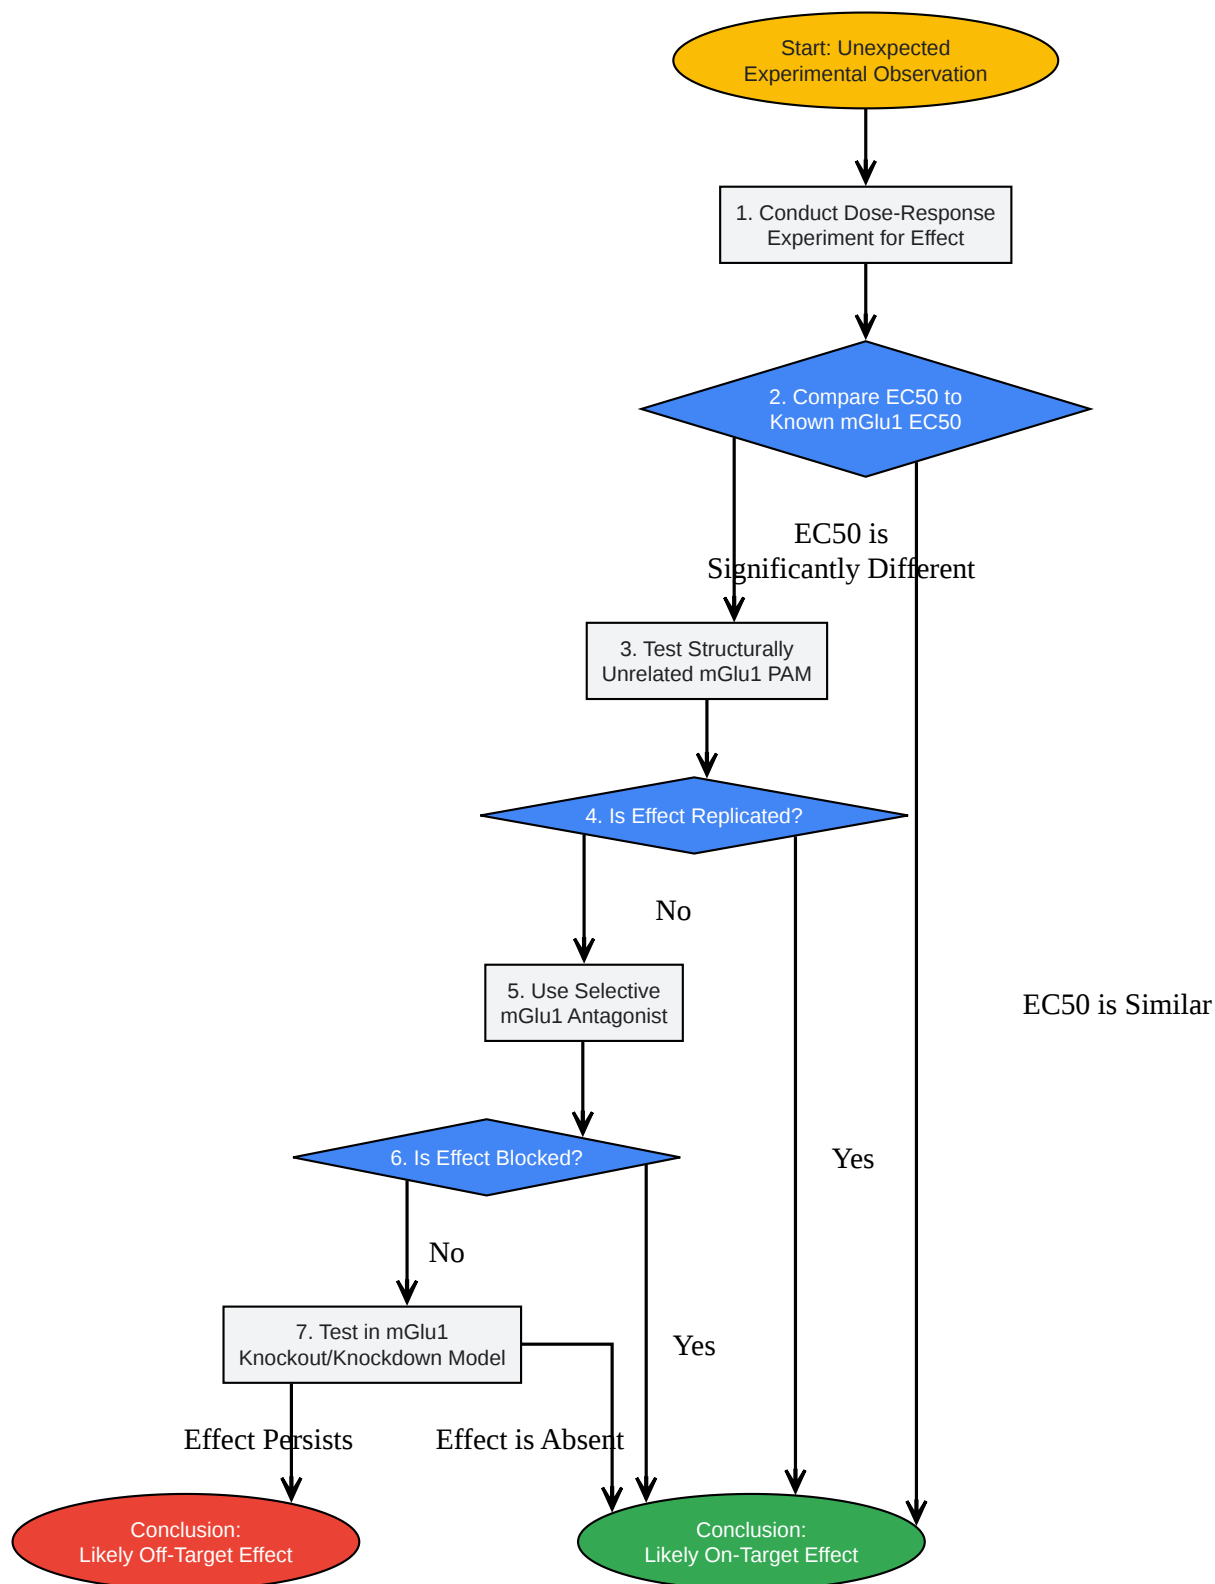 Start: Unexpected
Experimental Observation
1. Conduct Dose-Response
Experiment for Effect
2. Compare EC50 to
Known mGlu1 EC50
EC50 is
Significantly Different
3. Test Structurally
Unrelated mGlu1 PAM
4. Is Effect Replicated?
No
5. Use Selective
mGlu1 Antagonist
EC50 is Similar
6. Is Effect Blocked?
Yes
No
7. Test in mGlu1
Knockout/Knockdown Model
Yes
Effect Persists
Effect is Absent
Conclusion:
Likely Off-Target Effect
Conclusion:
Likely On-Target Effect